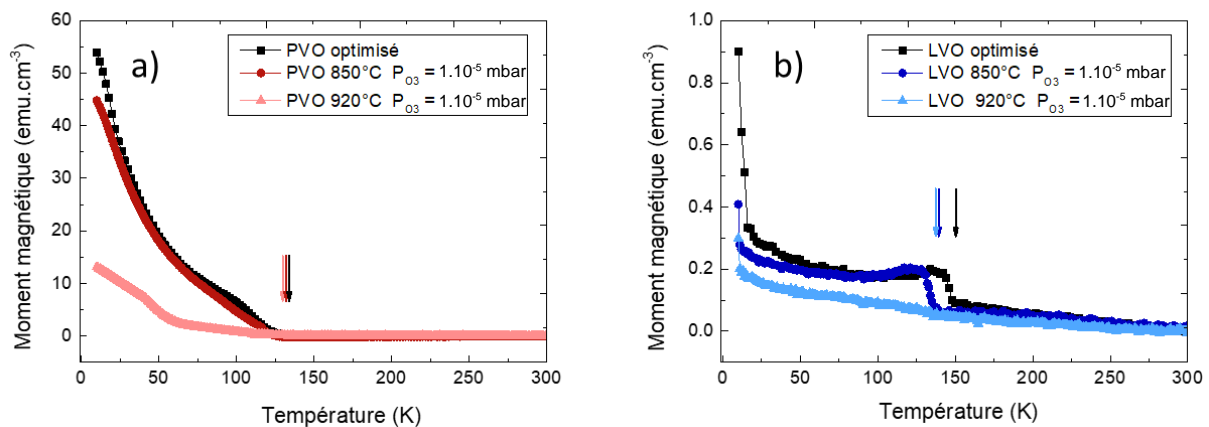 a)
PVO optimisé
PVO 850°C P_O3 = 1.10^-5 mbar
PVO 920°C P_O3 = 1.10^-5 mbar
Moment magnétique (emu.cm^-3)
60
50
40
30
20
10
0
0 50 100 150 200 250 300
Température (K)
b)
LVO optimisé
LVO 850°C P_O3 = 1.10^-5 mbar
LVO 920°C P_O3 = 1.10^-5 mbar
Moment magnétique (emu.cm^-3)
1.0
0.8
0.6
0.4
0.2
0.0
0 50 100 150 200 250 300
Température (K)